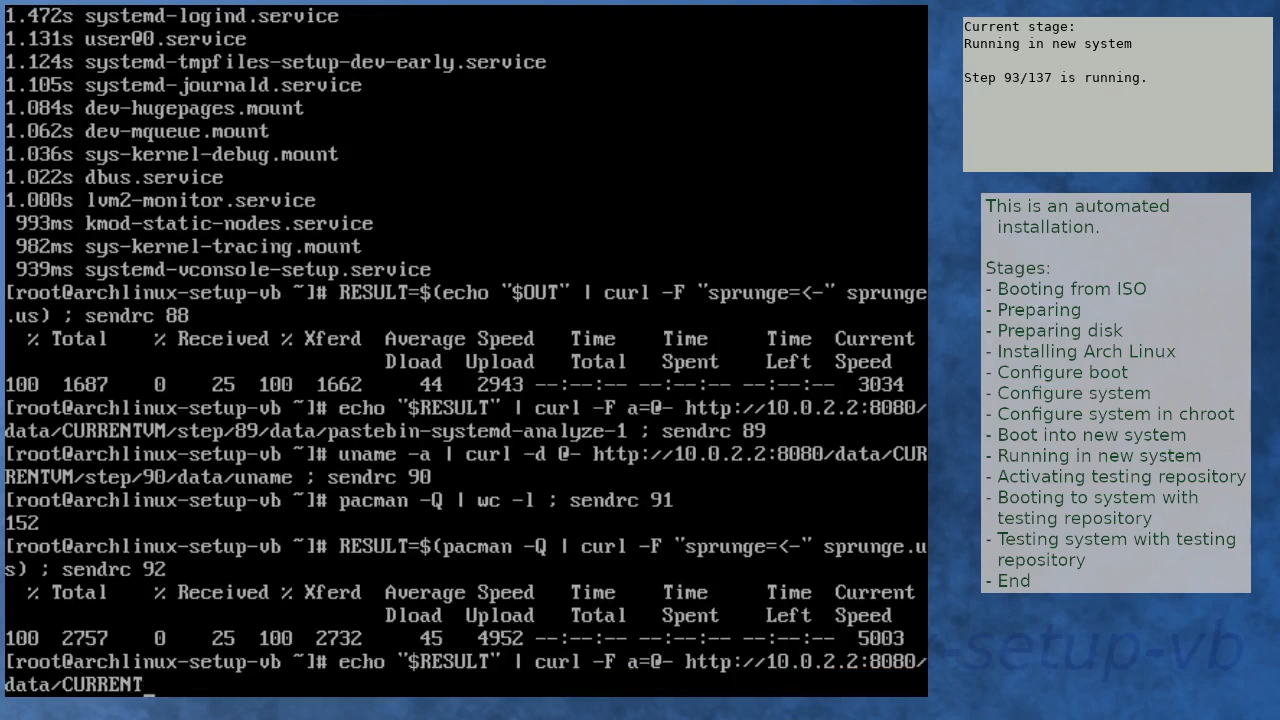 1.472s systemd-logind.service
1.131s user@0.service
1.124s systemd-tmpfiles-setup-dev-early.service
1.105s systemd-journald.service
1.084s dev-hugepages.mount
1.062s dev-mqueue.mount
1.036s sys-kernel-debug.mount
1.022s dbus.service
1.000s lvm2-monitor.service
993ms kmod-static-nodes.service
982ms sys-kernel-tracing.mount
939ms systemd-vconsole-setup.service
[root@archlinux-setup-vb ~]# RESULT=$(echo "$OUT" | curl -F "sprunge=<-" sprunge
.us) ; sendrc 88
% Total % Received % Xferd Average Speed Time Time Time Current
Dload Upload Total Spent Left Speed
100 1687 0 25 100 1662 44 2943 --:--:-- --:--:-- --:--:-- 3034
[root@archlinux-setup-vb ~]# echo "$RESULT" | curl -F a=@- http://10.0.2.2:8080/
data/CURRENTVM/step/89/data/pastebin-systemd-analyze-1 ; sendrc 89
[root@archlinux-setup-vb ~]# uname -a | curl -d @- http://10.0.2.2:8080/data/CUR
RENTVM/step/90/data/uname ; sendrc 90
[root@archlinux-setup-vb ~]# pacman -Q | wc -l ; sendrc 91
152
[root@archlinux-setup-vb ~]# RESULT=$(pacman -Q | curl -F "sprunge=<-" sprunge.u
s) ; sendrc 92
% Total % Received % Xferd Average Speed Time Time Time Current
Dload Upload Total Spent Left Speed
100 2757 0 25 100 2732 45 4952 --:--:-- --:--:-- --:--:-- 5003
[root@archlinux-setup-vb ~]# echo "$RESULT" | curl -F a=@- http://10.0.2.2:8080/
data/CURRENT_
Current stage:
Running in new system
Step 93/137 is running.
This is an automated
installation.
Stages:
- Booting from ISO
- Preparing
- Preparing disk
- Installing Arch Linux
- Configure boot
- Configure system
- Configure system in chroot
- Boot into new system
- Running in new system
- Activating testing repository
- Booting to system with
testing repository
- Testing system with testing
repository
- End
-setup-vb